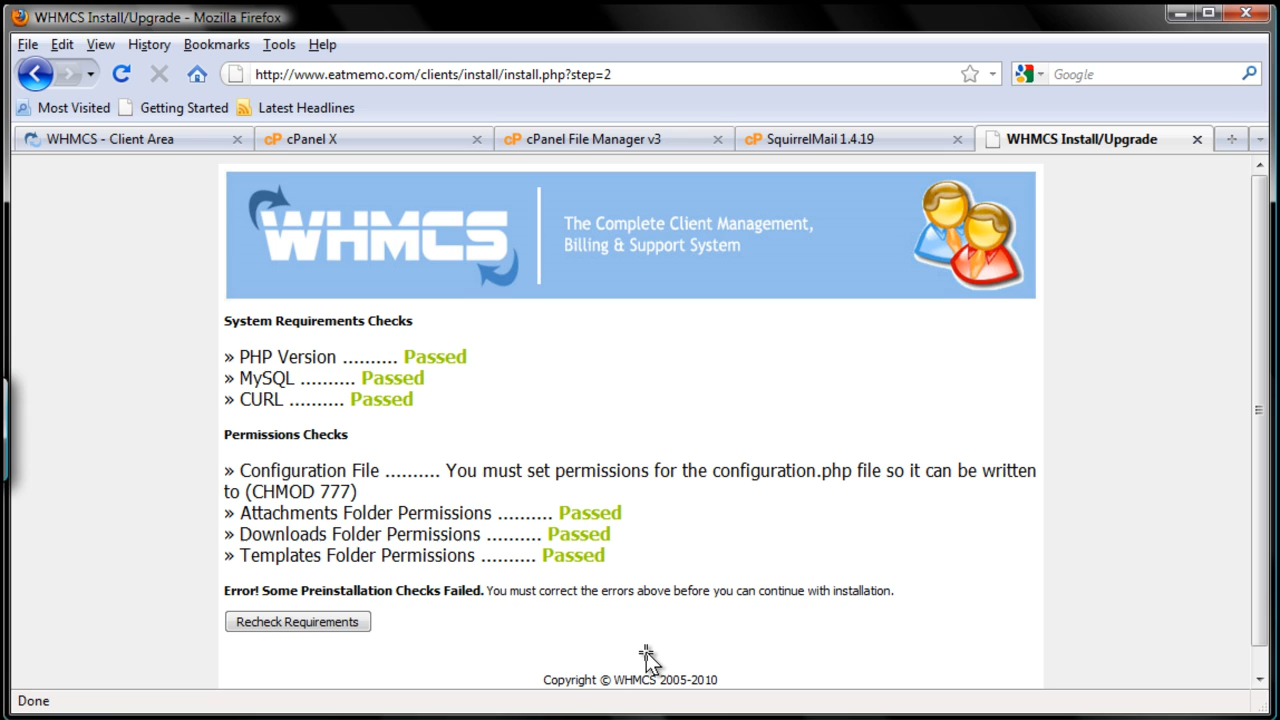 WHMCS Install/Upgrade - Mozilla Firefox
File Edit View History Bookmarks Tools Help
http://www.eatmemo.com/clients/install/install.php?step=2
Google
Most Visited Getting Started Latest Headlines
WHMCS - Client Area cP cPanel X cP cPanel File Manager v3 cP SquirrelMail 1.4.19 WHMCS Install/Upgrade
WHMCS
The Complete Client Management,
Billing & Support System
System Requirements Checks
» PHP Version .......... Passed
» MySQL .......... Passed
» CURL .......... Passed
Permissions Checks
» Configuration File .......... You must set permissions for the configuration.php file so it can be written
to (CHMOD 777)
» Attachments Folder Permissions .......... Passed
» Downloads Folder Permissions .......... Passed
» Templates Folder Permissions .......... Passed
Error! Some Preinstallation Checks Failed. You must correct the errors above before you can continue with installation.
Recheck Requirements
Copyright © WHMCS 2005-2010
Done